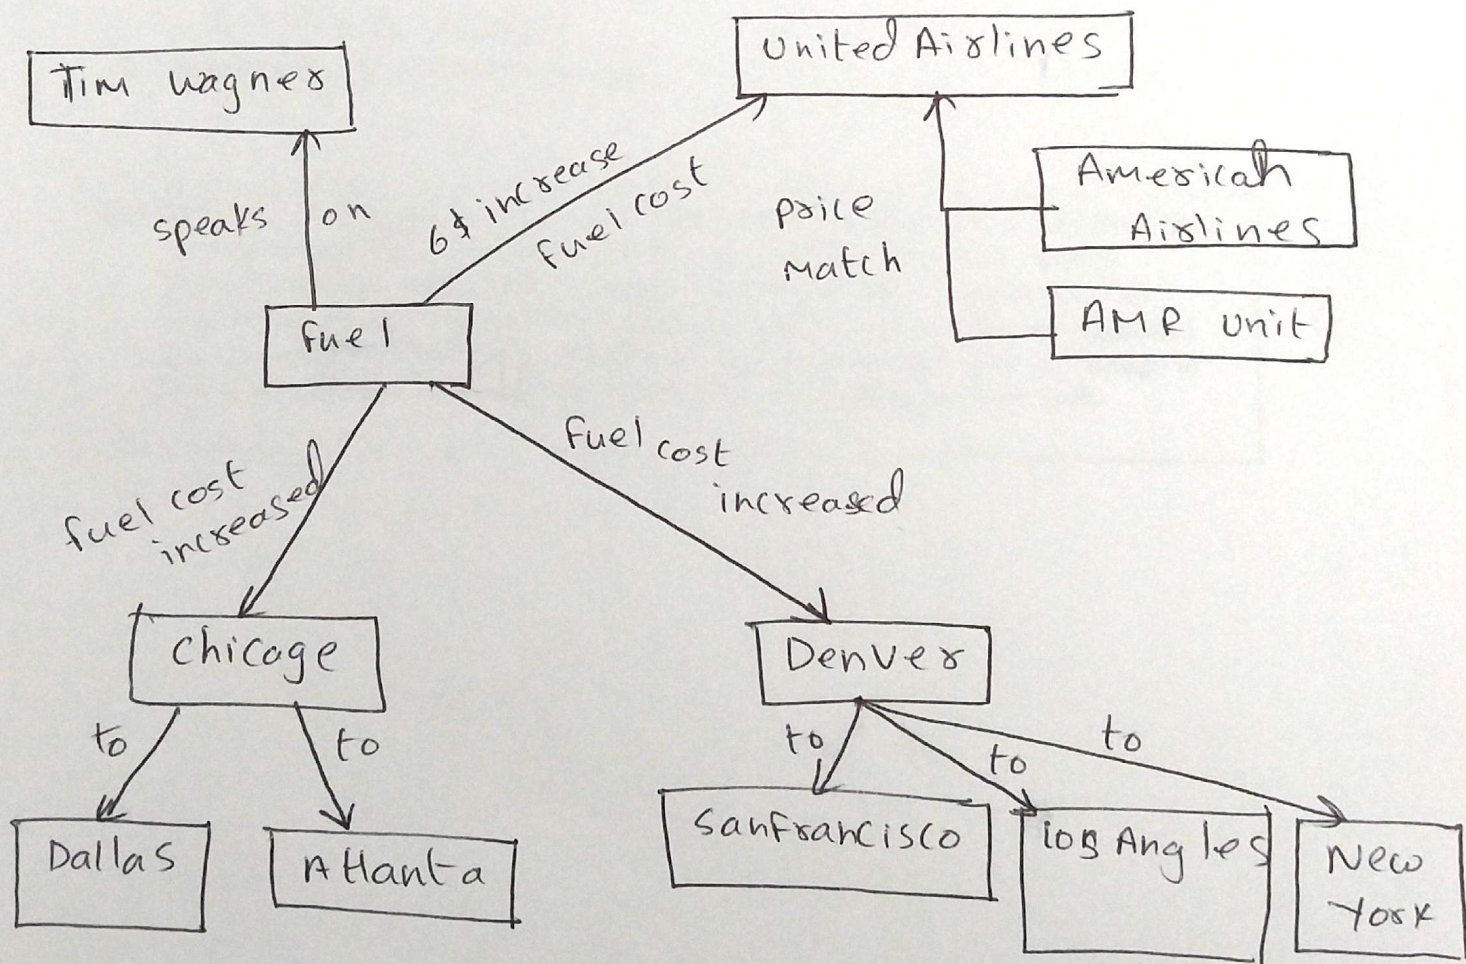 United Airlines
Tim Wagner
6$ increase
fuel cost
American
Airlines
price
match
speaks on
AMR unit
fuel
fuel cost
increased
fuel cost
increased
Chicage
Denver
to
to
to
to
to
Dallas
Atlanta
SanFrancisco
los Angles
New
York